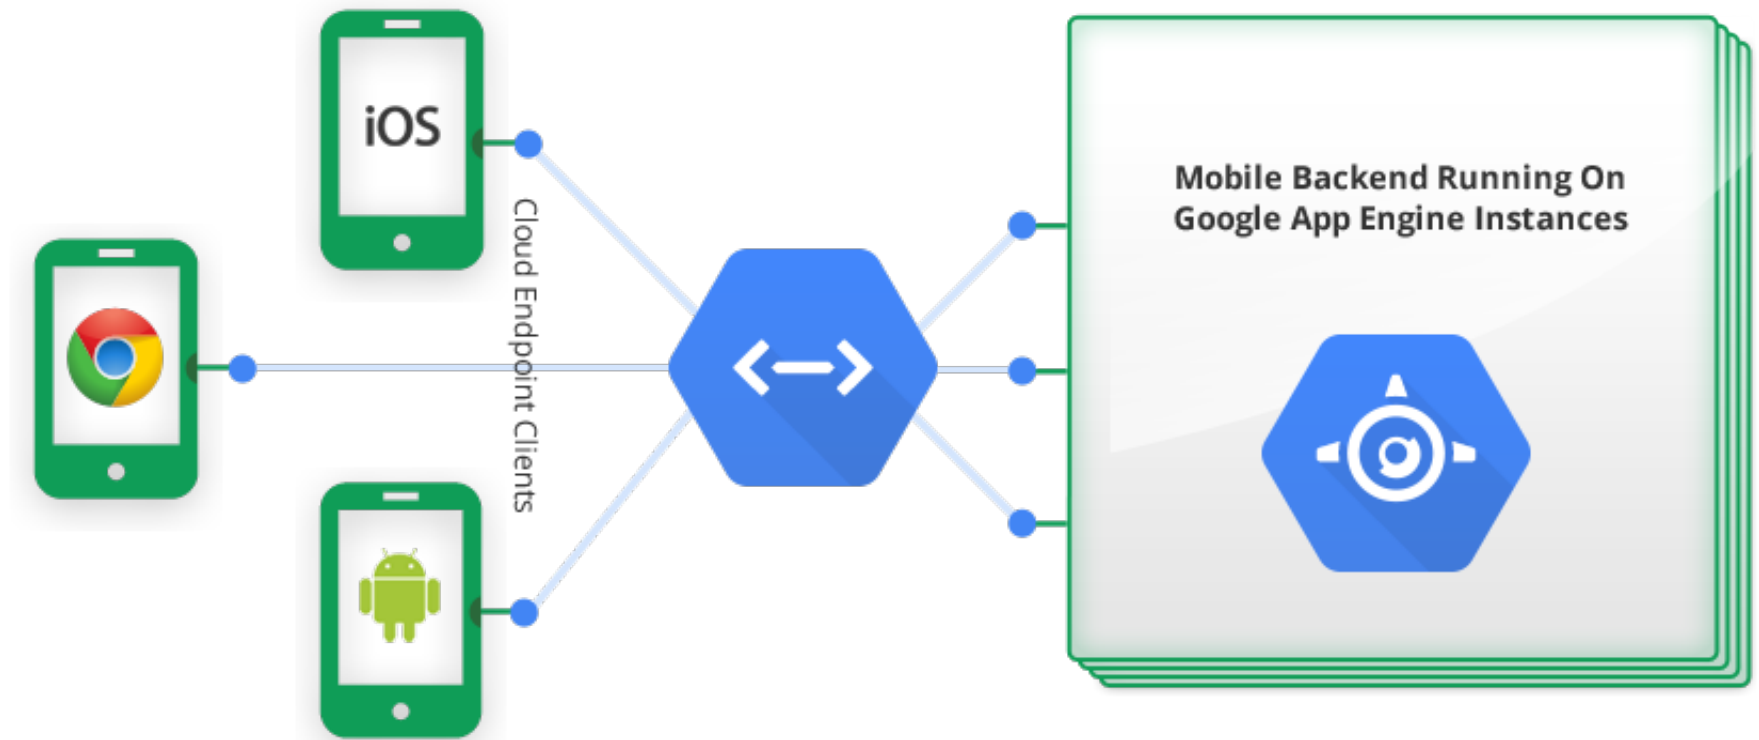 iOS
Cloud Endpoint Clients
Mobile Backend Running On
Google App Engine Instances